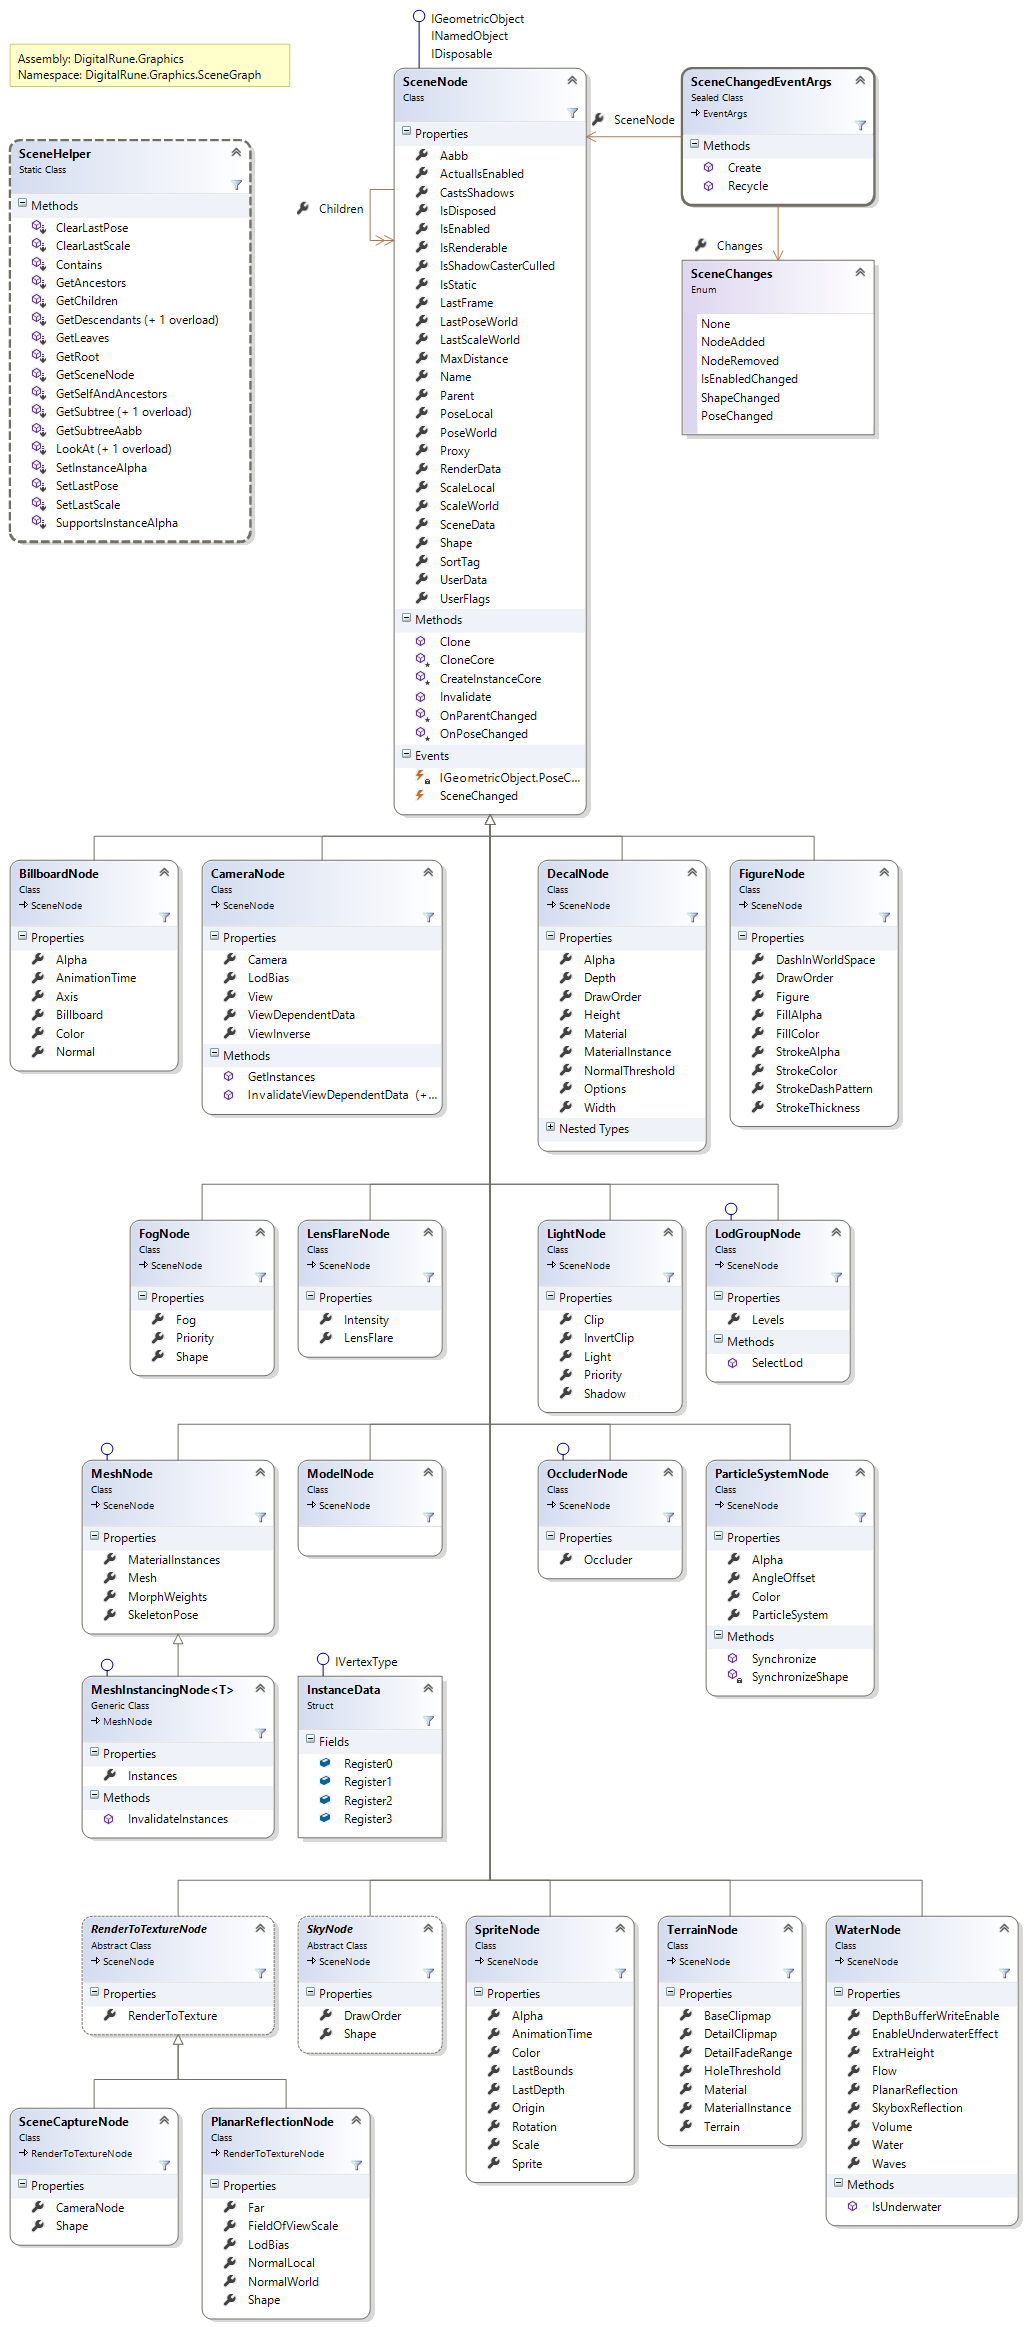 IGeometricObject
INamedObject
IDisposable
Assembly: DigitalRune.Graphics
Namespace: DigitalRune.Graphics.SceneGraph
SceneHelper
Static Class
Methods
ClearLastPose
ClearLastScale
Contains
GetAncestors
GetChildren
GetDescendants (+ 1 overload)
GetLeaves
GetRoot
GetSceneNode
GetSelfAndAncestors
GetSubtree (+ 1 overload)
GetSubtreeAabb
LookAt (+ 1 overload)
SetInstanceAlpha
SetLastPose
SetLastScale
SupportsInstanceAlpha
Children
SceneNode
Class
Properties
Aabb
ActualIsEnabled
CastsShadows
IsDisposed
IsEnabled
IsRenderable
IsShadowCasterCulled
IsStatic
LastFrame
LastPoseWorld
LastScaleWorld
MaxDistance
Name
Parent
PoseLocal
PoseWorld
Proxy
RenderData
ScaleLocal
ScaleWorld
SceneData
Shape
SortTag
UserData
UserFlags
Methods
Clone
CloneCore
CreateInstanceCore
Invalidate
OnParentChanged
OnPoseChanged
Events
IGeometricObject.PoseC...
SceneChanged
SceneNode
SceneChangedEventArgs
Sealed Class
EventArgs
Methods
Create
Recycle
Changes
SceneChanges
Enum
None
NodeAdded
NodeRemoved
IsEnabledChanged
ShapeChanged
PoseChanged
BillboardNode
Class
SceneNode
Properties
Alpha
AnimationTime
Axis
Billboard
Color
Normal
CameraNode
Class
SceneNode
Properties
Camera
LodBias
View
ViewDependentData
ViewInverse
Methods
GetInstances
InvalidateViewDependentData (+...
DecalNode
Class
SceneNode
Properties
Alpha
Depth
DrawOrder
Height
Material
MaterialInstance
NormalThreshold
Options
Width
Nested Types
FigureNode
Class
SceneNode
Properties
DashInWorldSpace
DrawOrder
Figure
FillAlpha
FillColor
StrokeAlpha
StrokeColor
StrokeDashPattern
StrokeThickness
FogNode
Class
SceneNode
Properties
Fog
Priority
Shape
LensFlareNode
Class
SceneNode
Properties
Intensity
LensFlare
LightNode
Class
SceneNode
Properties
Clip
InvertClip
Light
Priority
Shadow
LodGroupNode
Class
SceneNode
Properties
Levels
Methods
SelectLod
MeshNode
Class
SceneNode
Properties
MaterialInstances
Mesh
MorphWeights
SkeletonPose
ModelNode
Class
SceneNode
OccluderNode
Class
SceneNode
Properties
Occluder
ParticleSystemNode
Class
SceneNode
Properties
Alpha
AngleOffset
Color
ParticleSystem
Methods
Synchronize
SynchronizeShape
MeshInstancingNode<T>
Generic Class
MeshNode
Properties
Instances
Methods
InvalidateInstances
IVertexType
InstanceData
Struct
Fields
Register0
Register1
Register2
Register3
RenderToTextureNode
Abstract Class
SceneNode
Properties
RenderToTexture
SkyNode
Abstract Class
SceneNode
Properties
DrawOrder
Shape
SpriteNode
Class
SceneNode
Properties
Alpha
AnimationTime
Color
LastBounds
LastDepth
Origin
Rotation
Scale
Sprite
TerrainNode
Class
SceneNode
Properties
BaseClipmap
DetailClipmap
DetailFadeRange
HoleThreshold
Material
MaterialInstance
Terrain
WaterNode
Class
SceneNode
Properties
DepthBufferWriteEnable
EnableUnderwaterEffect
ExtraHeight
Flow
PlanarReflection
SkyboxReflection
Volume
Water
Waves
Methods
IsUnderwater
SceneCaptureNode
Class
RenderToTextureNode
Properties
CameraNode
Shape
PlanarReflectionNode
Class
RenderToTextureNode
Properties
Far
FieldOfViewScale
LodBias
NormalLocal
NormalWorld
Shape